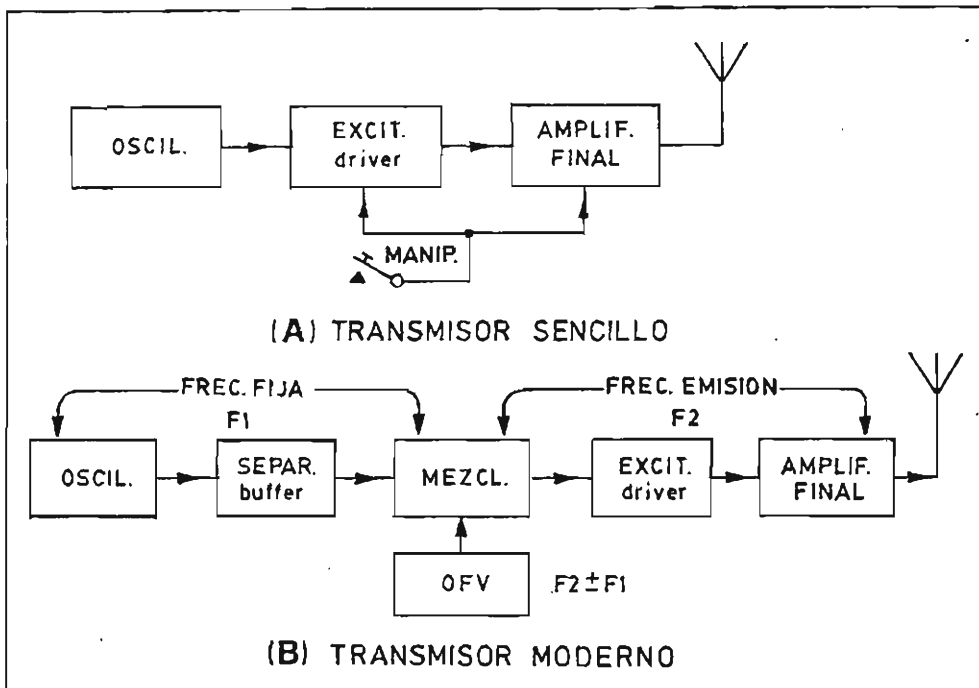 OSCIL.
EXCIT.
driver
AMPLIF.
FINAL
MANIP.
(A) TRANSMISOR SENCILLO
FREC. FIJA
F1
FREC. EMISION
F2
OSCIL.
SEPAR.
buffer
MEZCL.
EXCIT.
driver
AMPLIF.
FINAL
OFV
F2±F1
(B) TRANSMISOR MODERNO